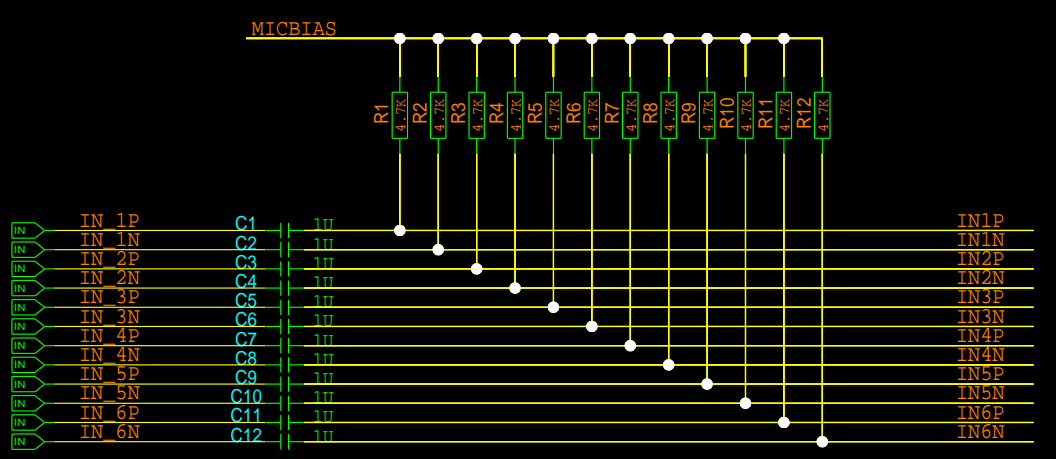 MICBIAS
R1 4.7K R2 4.7K R3 4.7K R4 4.7K R5 4.7K R6 4.7K R7 4.7K R8 4.7K R9 4.7K R10 4.7K R11 4.7K R12 4.7K
IN IN_1P C1 1U IN1P
IN IN_1N C2 1U IN1N
IN IN_2P C3 1U IN2P
IN IN_2N C4 1U IN2N
IN IN_3P C5 1U IN3P
IN IN_3N C6 1U IN3N
IN IN_4P C7 1U IN4P
IN IN_4N C8 1U IN4N
IN IN_5P C9 1U IN5P
IN IN_5N C10 1U IN5N
IN IN_6P C11 1U IN6P
IN IN_6N C12 1U IN6N